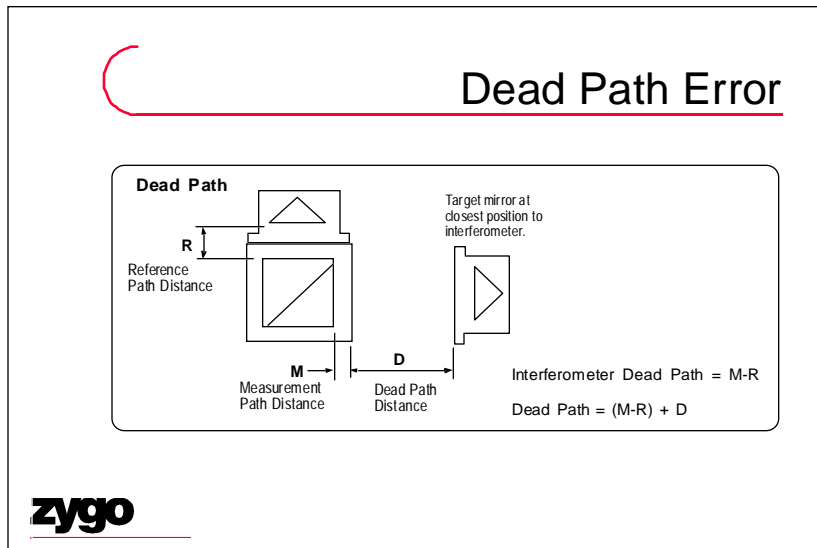 Dead Path Error
Dead Path
Target mirror at
closest position to
interferometer.
R
Reference
Path Distance
M
D
Measurement
Path Distance
Dead Path
Distance
Interferometer Dead Path = M-R
Dead Path = (M-R) + D
zygo